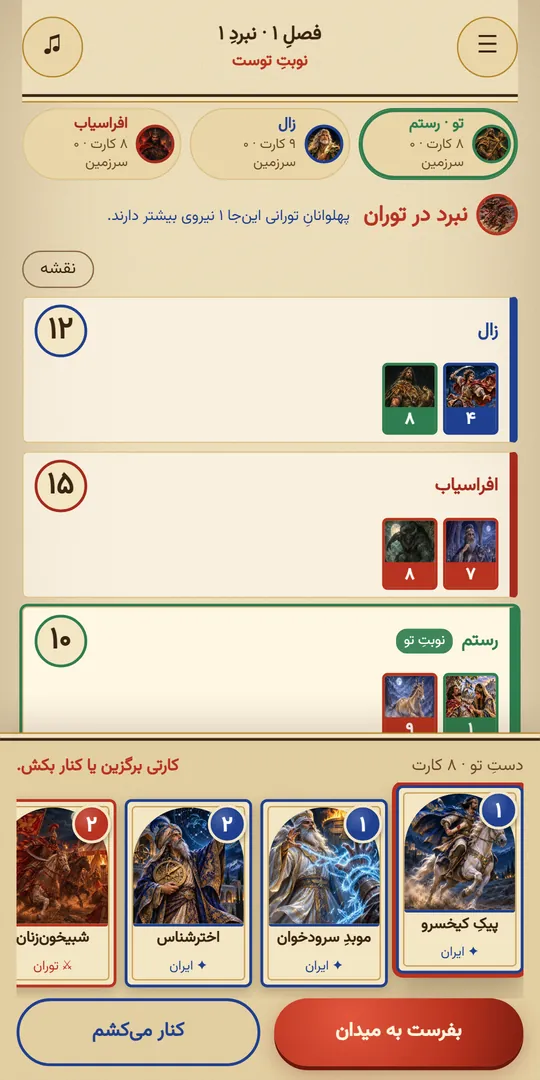 فصلِ ۱ · نبردِ ۱
نوبتِ توست
تو · رستم
۸ کارت · ۰
سرزمین
زال
۹ کارت · ۰
سرزمین
افراسیاب
۸ کارت · ۰
سرزمین
نبرد در توران پهلوانانِ تورانی این‌جا ۱ نیروی بیشتر دارند.
نقشه
زال
۱۲
۴
۸
افراسیاب
۱۵
۷
۸
رستم نوبتِ تو
۱۰
۱
۹
دستِ تو · ۸ کارت
کارتی برگزین یا کنار بکش.
۱
پیکِ کیخسرو
✦ ایران
۱
موبدِ سرودخوان
✦ ایران
۲
اخترشناس
✦ ایران
۲
شبیخون‌زنان
⚔ توران
بفرست به میدان
کنار می‌کشم